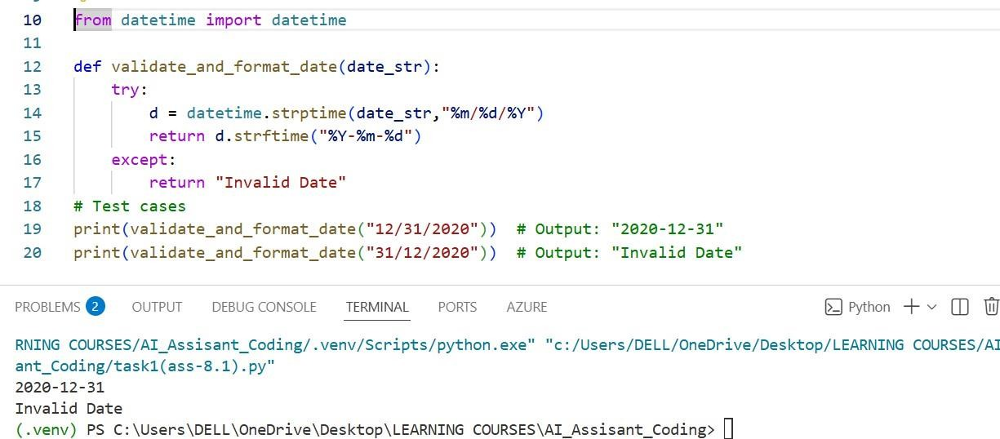 10 from datetime import datetime
11
12 def validate_and_format_date(date_str):
13     try:
14         d = datetime.strptime(date_str,"%m/%d/%Y")
15         return d.strftime("%Y-%m-%d")
16     except:
17         return "Invalid Date"
18 # Test cases
19 print(validate_and_format_date("12/31/2020"))  # Output: "2020-12-31"
20 print(validate_and_format_date("31/12/2020"))  # Output: "Invalid Date"
PROBLEMS 2 OUTPUT DEBUG CONSOLE TERMINAL PORTS AZURE Python
RNING COURSES/AI_Assisant_Coding/.venv/Scripts/python.exe" "c:/Users/DELL/OneDrive/Desktop/LEARNING COURSES/AI
ant_Coding/task1(ass-8.1).py"
2020-12-31
Invalid Date
(.venv) PS C:\Users\DELL\OneDrive\Desktop\LEARNING COURSES\AI_Assisant_Coding>